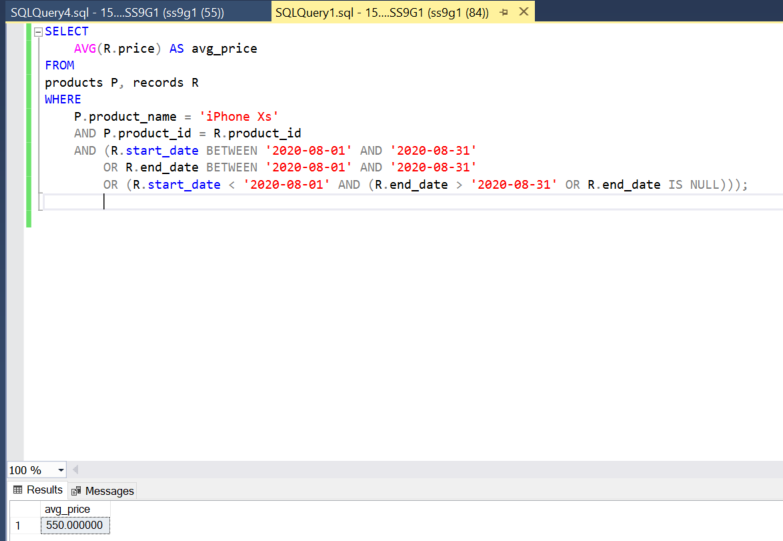 SQLQuery4.sql - 15....SS9G1 (ss9g1 (55)) SQLQuery1.sql - 15....SS9G1 (ss9g1 (84))
SELECT
AVG(R.price) AS avg_price
FROM
products P, records R
WHERE
P.product_name = 'iPhone Xs'
AND P.product_id = R.product_id
AND (R.start_date BETWEEN '2020-08-01' AND '2020-08-31'
OR R.end_date BETWEEN '2020-08-01' AND '2020-08-31'
OR (R.start_date < '2020-08-01' AND (R.end_date > '2020-08-31' OR R.end_date IS NULL)));
100 %
Results Messages
avg_price
1 550.000000